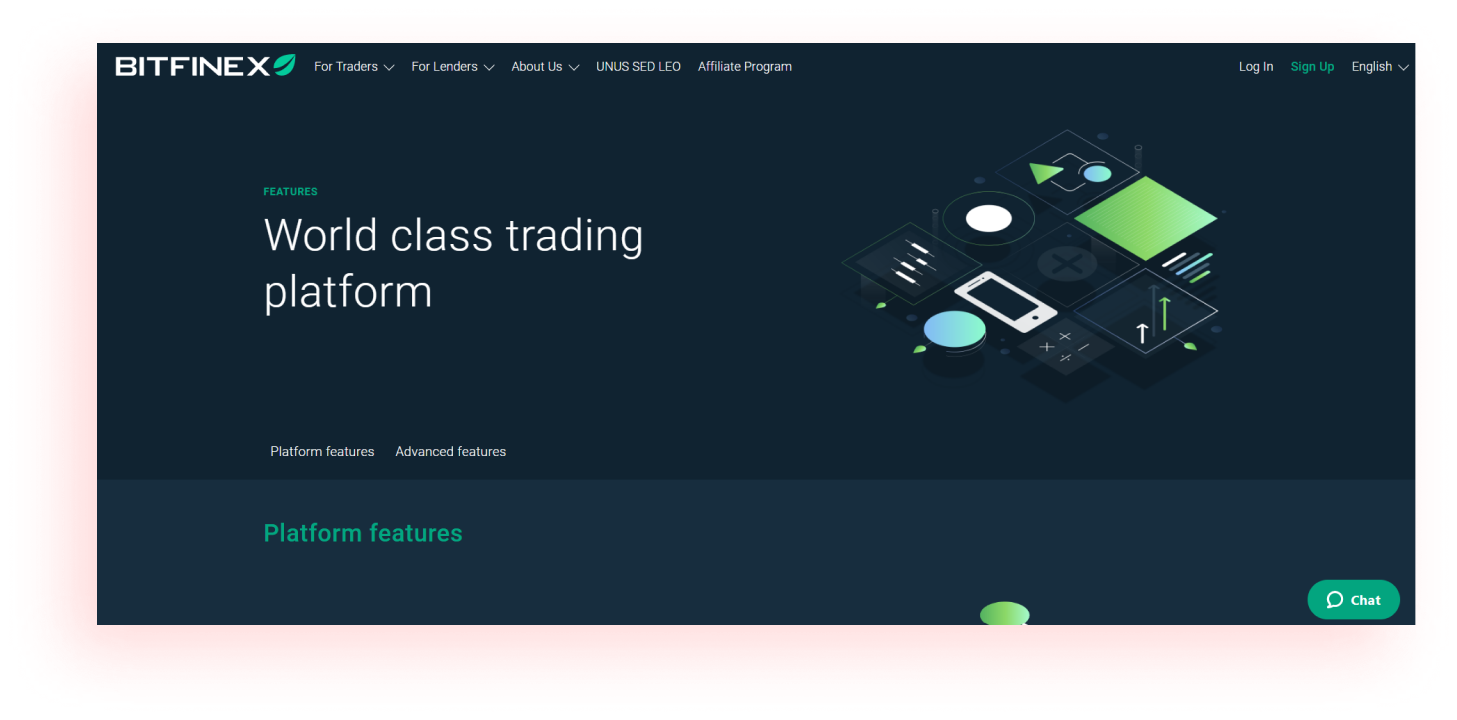 BITFINEX For Traders For Lenders About Us UNUS SED LEO Affiliate Program Log In Sign Up English
FEATURES
World class trading
platform
Platform features Advanced features
Platform features
Chat